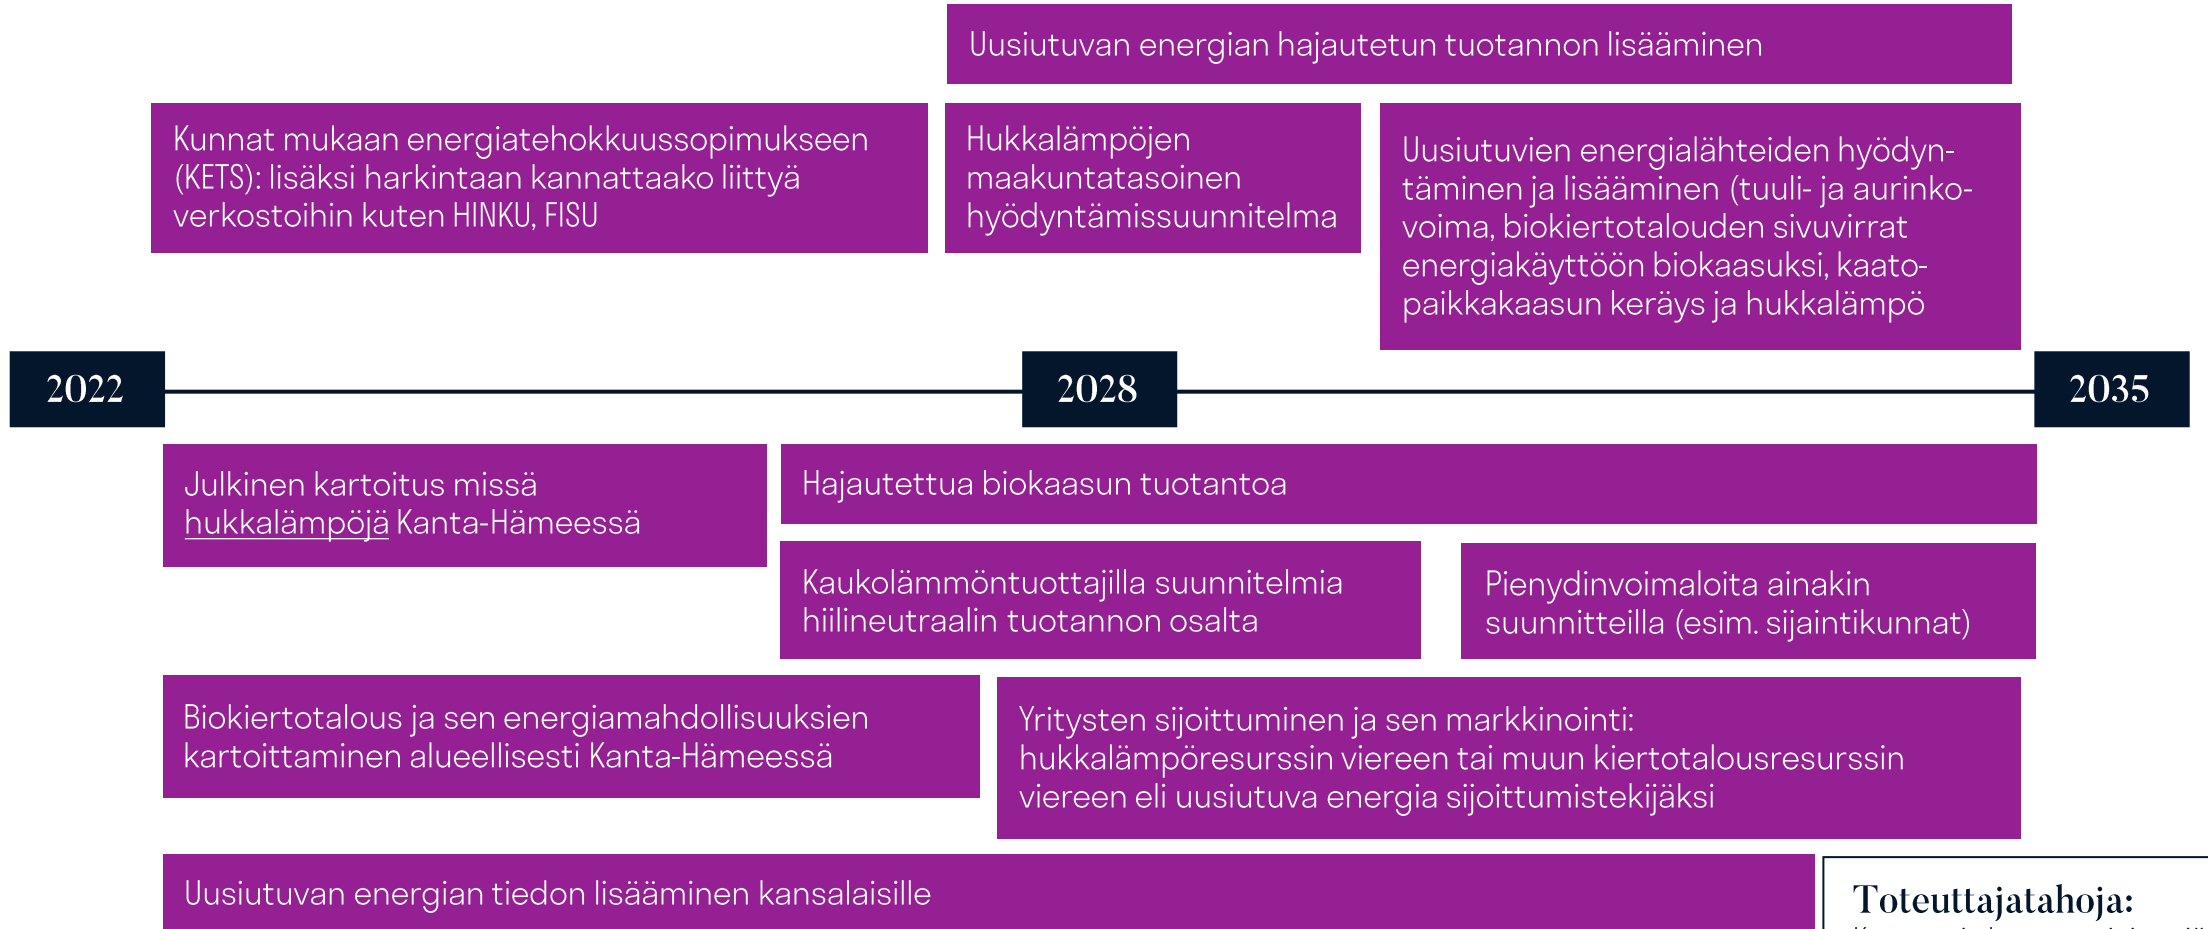 Uusiutuvan energian hajautetun tuotannon lisääminen
Kunnat mukaan energiatehokkuussopimukseen
(KETS): lisäksi harkintaan kannattaako liittyä
verkostoihin kuten HINKU, FISU
Hukkalämpöjen
maakuntatasoinen
hyödyntämissuunnitelma
Uusiutuvien energialähteiden hyödyn-
täminen ja lisääminen (tuuli- ja aurinko-
voima, biokiertotalouden sivuvirrat
energiakäyttöön biokaasuksi, kaato-
paikkakaasun keräys ja hukkalämpö
2022
2028
2035
Julkinen kartoitus missä
hukkalämpöjä Kanta-Hämeessä
Hajautettua biokaasun tuotantoa
Kaukolämmöntuottajilla suunnitelmia
hiilineutraalin tuotannon osalta
Pienydinvoimaloita ainakin
suunnitteilla (esim. sijaintikunnat)
Biokiertotalous ja sen energiamahdollisuuksien
kartoittaminen alueellisesti Kanta-Hämeessä
Yritysten sijoittuminen ja sen markkinointi:
hukkalämpöresurssin viereen tai muun kiertotalousresurssin
viereen eli uusiutuva energia sijoittumistekijäksi
Uusiutuvan energian tiedon lisääminen kansalaisille
Toteuttajatahoja: